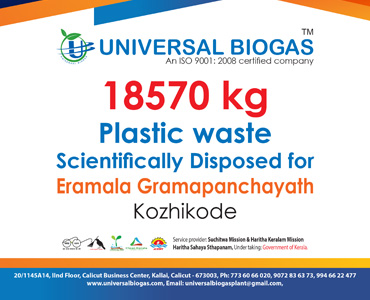 UNIVERSAL BIOGAS TM
An ISO 9001: 2008 certified company
18570 kg
Plastic waste
Scientifically Disposed for
Eramala Gramapanchayath
Kozhikode
Service provider: Suchitwa Mission & Haritha Keralam Mission
Haritha Sahaya Sthapanam, Under taking: Government of Kerala
20/1145A14, IInd Floor, Calicut Business Center, Kallai, Calicut - 673003, Ph: 773 60 66 020, 9072 83 63 73, 994 66 22 477
www.universalbiogas.com, Email: universalbiogasplant@gmail.com,